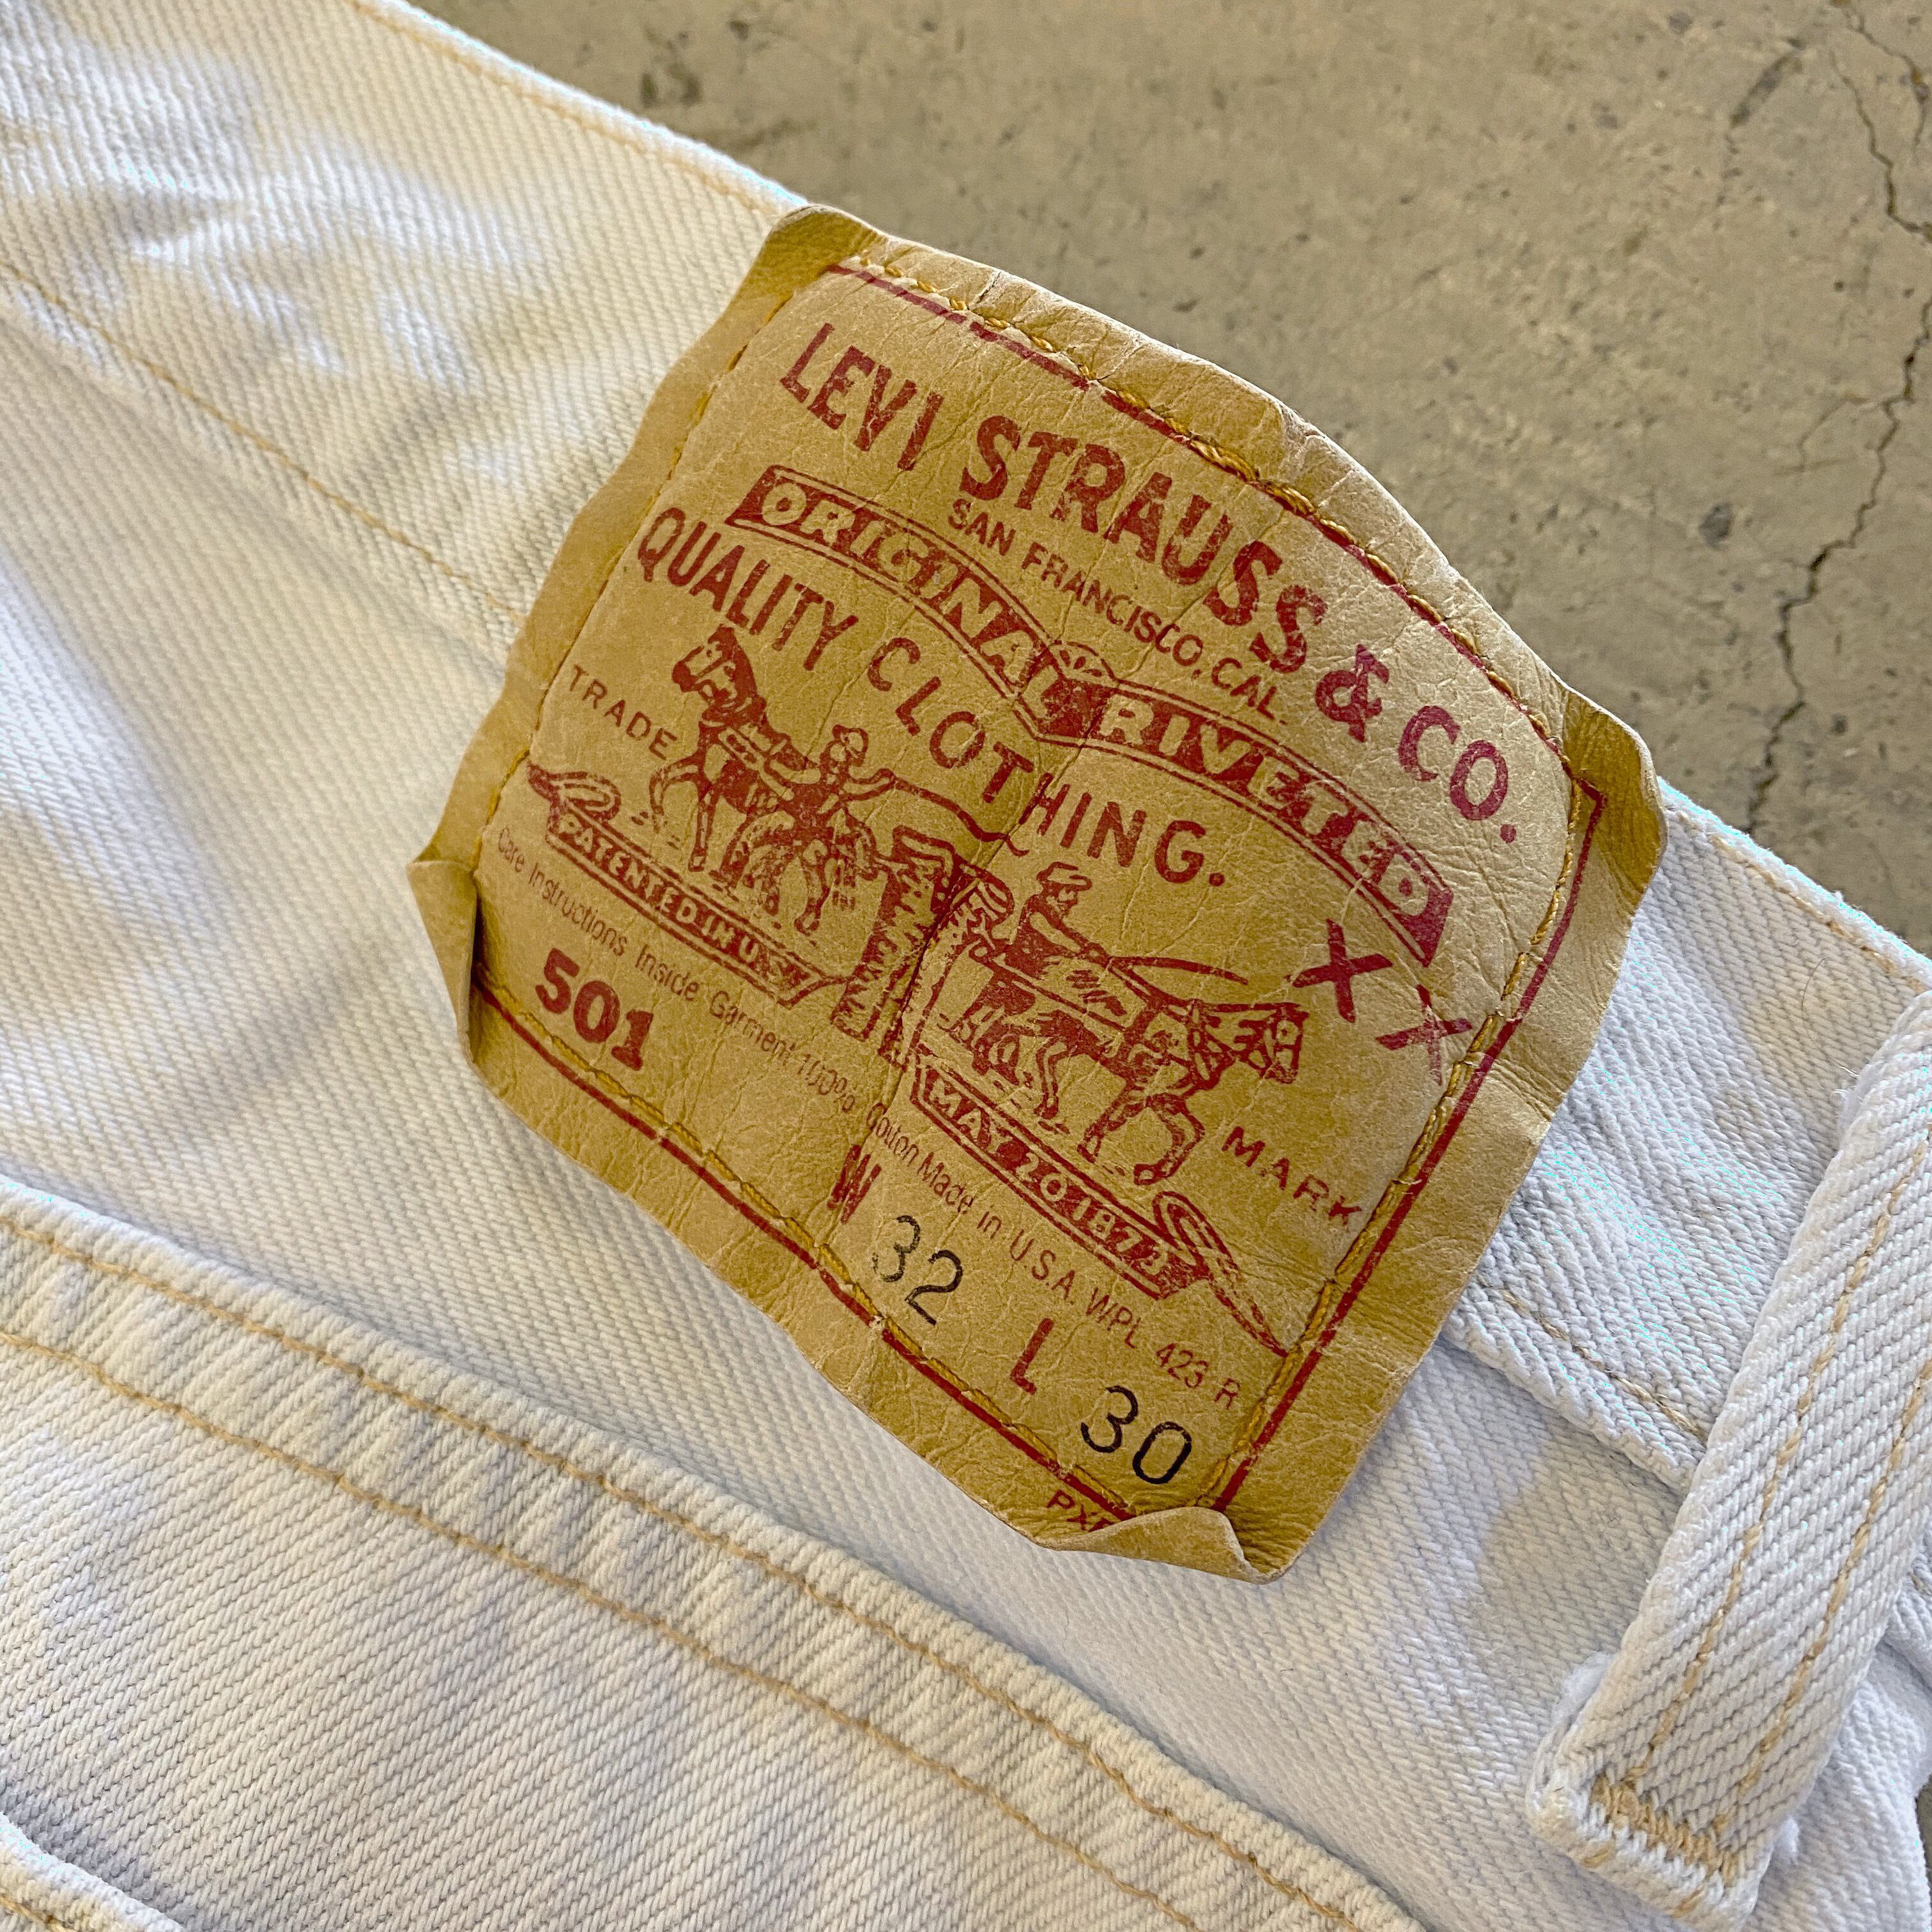 LEVI STRAUSS & CO.
SAN FRANCISCO, CAL.
ORIGINAL RIVETED
QUALITY CLOTHING.
TRADE MARK
XX
PATENTED IN U.S. MAY 20 1873
Care Instructions Inside Garment 100% Cotton Made in U.S.A. WPL 423 R
501 W 32 L 30